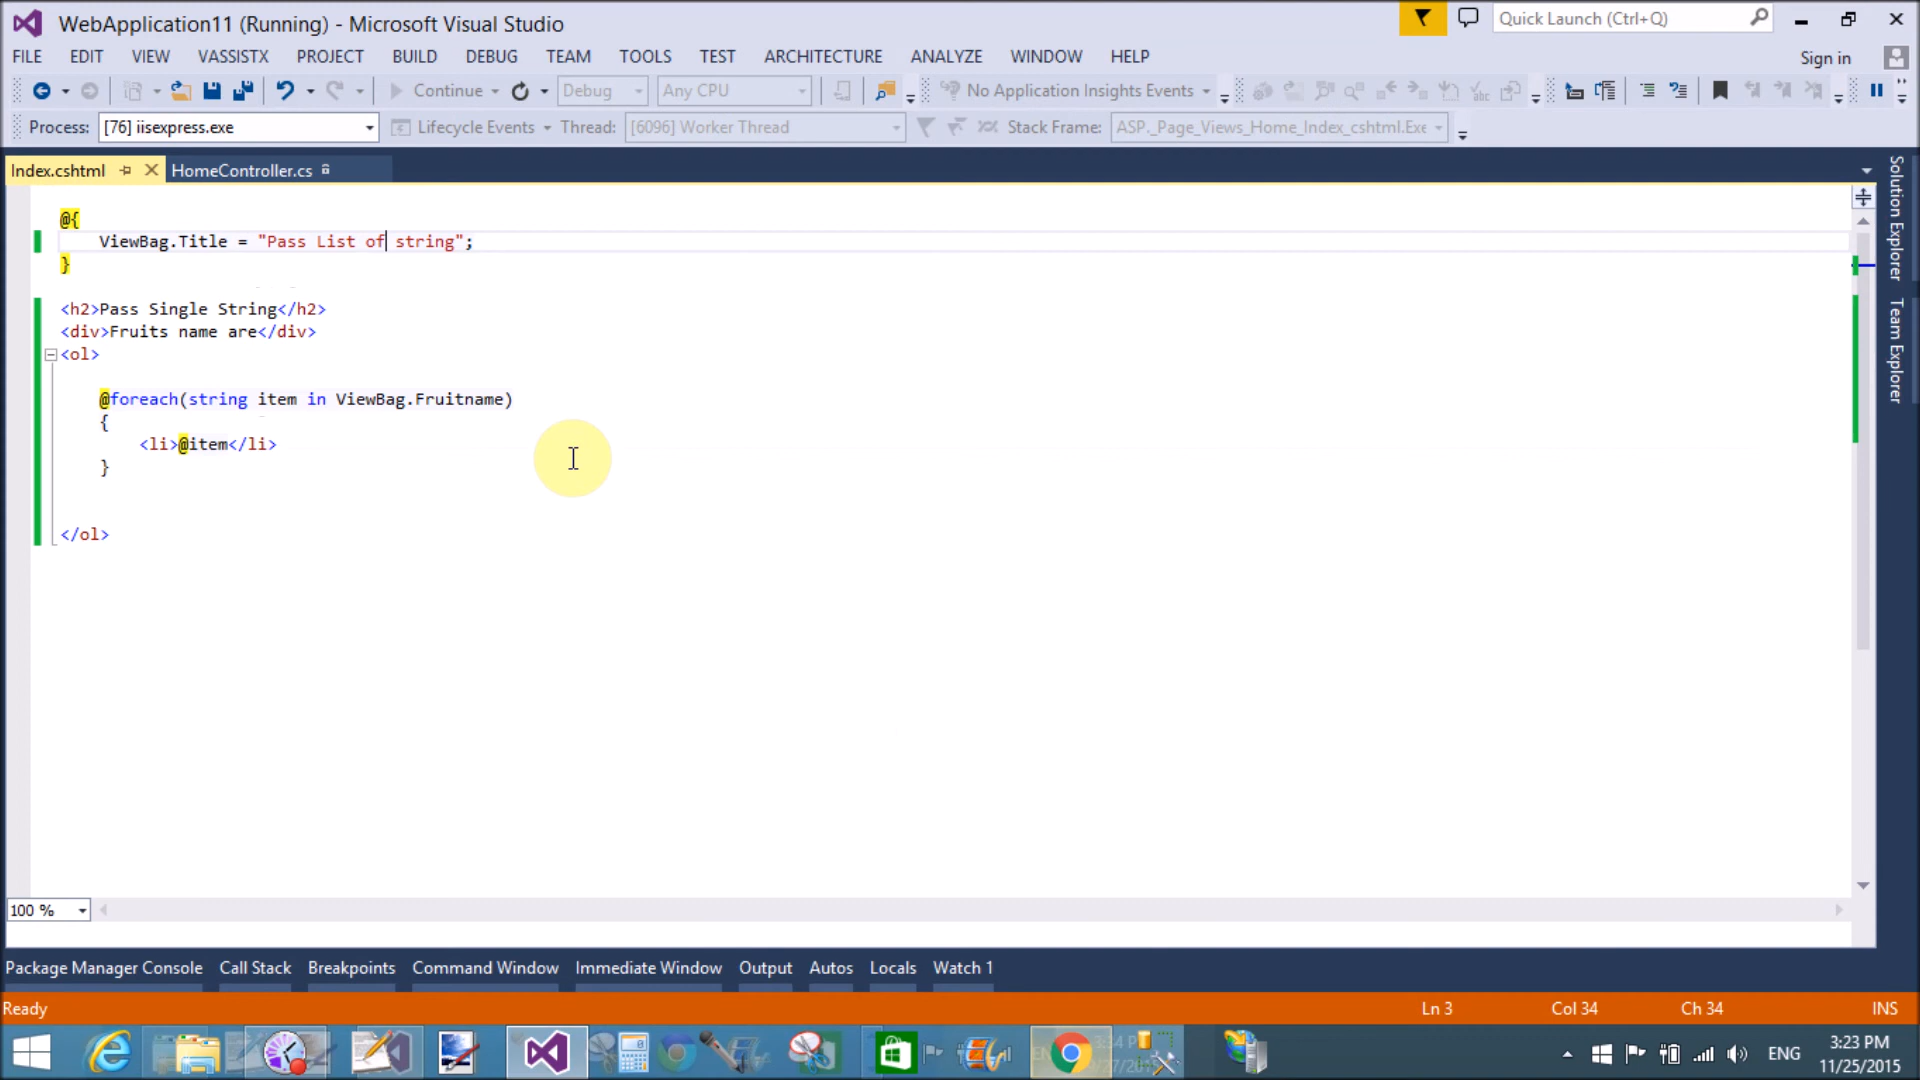 WebApplication11 (Running) - Microsoft Visual Studio
Quick Launch (Ctrl+Q)
FILE EDIT VIEW VASSISTX PROJECT BUILD DEBUG TEAM TOOLS TEST ARCHITECTURE ANALYZE WINDOW HELP
Sign in
Continue Debug Any CPU No Application Insights Events
Process: [76] iisexpress.exe Lifecycle Events Thread: [6096] Worker Thread Stack Frame: ASP._Page_Views_Home_Index_cshtml.Exe
Index.cshtml HomeController.cs
Solution Explorer
Team Explorer
@{
ViewBag.Title = "Pass List of string";
}
<h2>Pass Single String</h2>
<div>Fruits name are</div>
<ol>
@foreach(string item in ViewBag.Fruitname)
{
<li>@item</li>
}
</ol>
100 %
Package Manager Console Call Stack Breakpoints Command Window Immediate Window Output Autos Locals Watch 1
Ready Ln 3 Col 34 Ch 34 INS
ENG 3:23 PM
11/25/2015